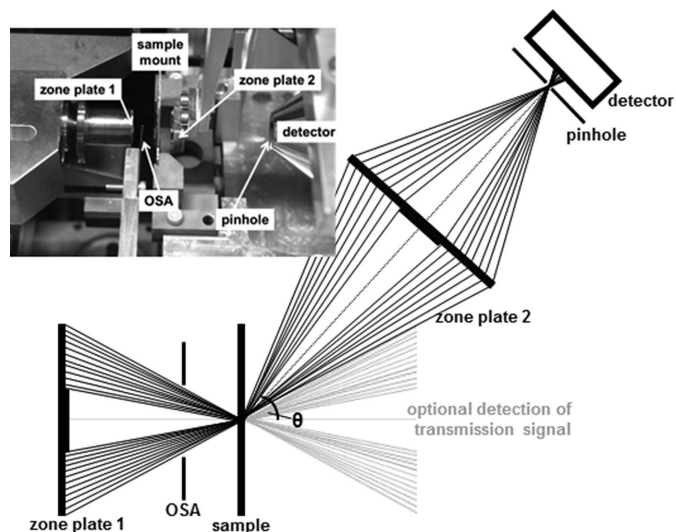 sample
mount
zone plate 1
zone plate 2
detector
OSA
pinhole
detector
pinhole
zone plate 2
θ
optional detection of
transmission signal
OSA
zone plate 1
sample